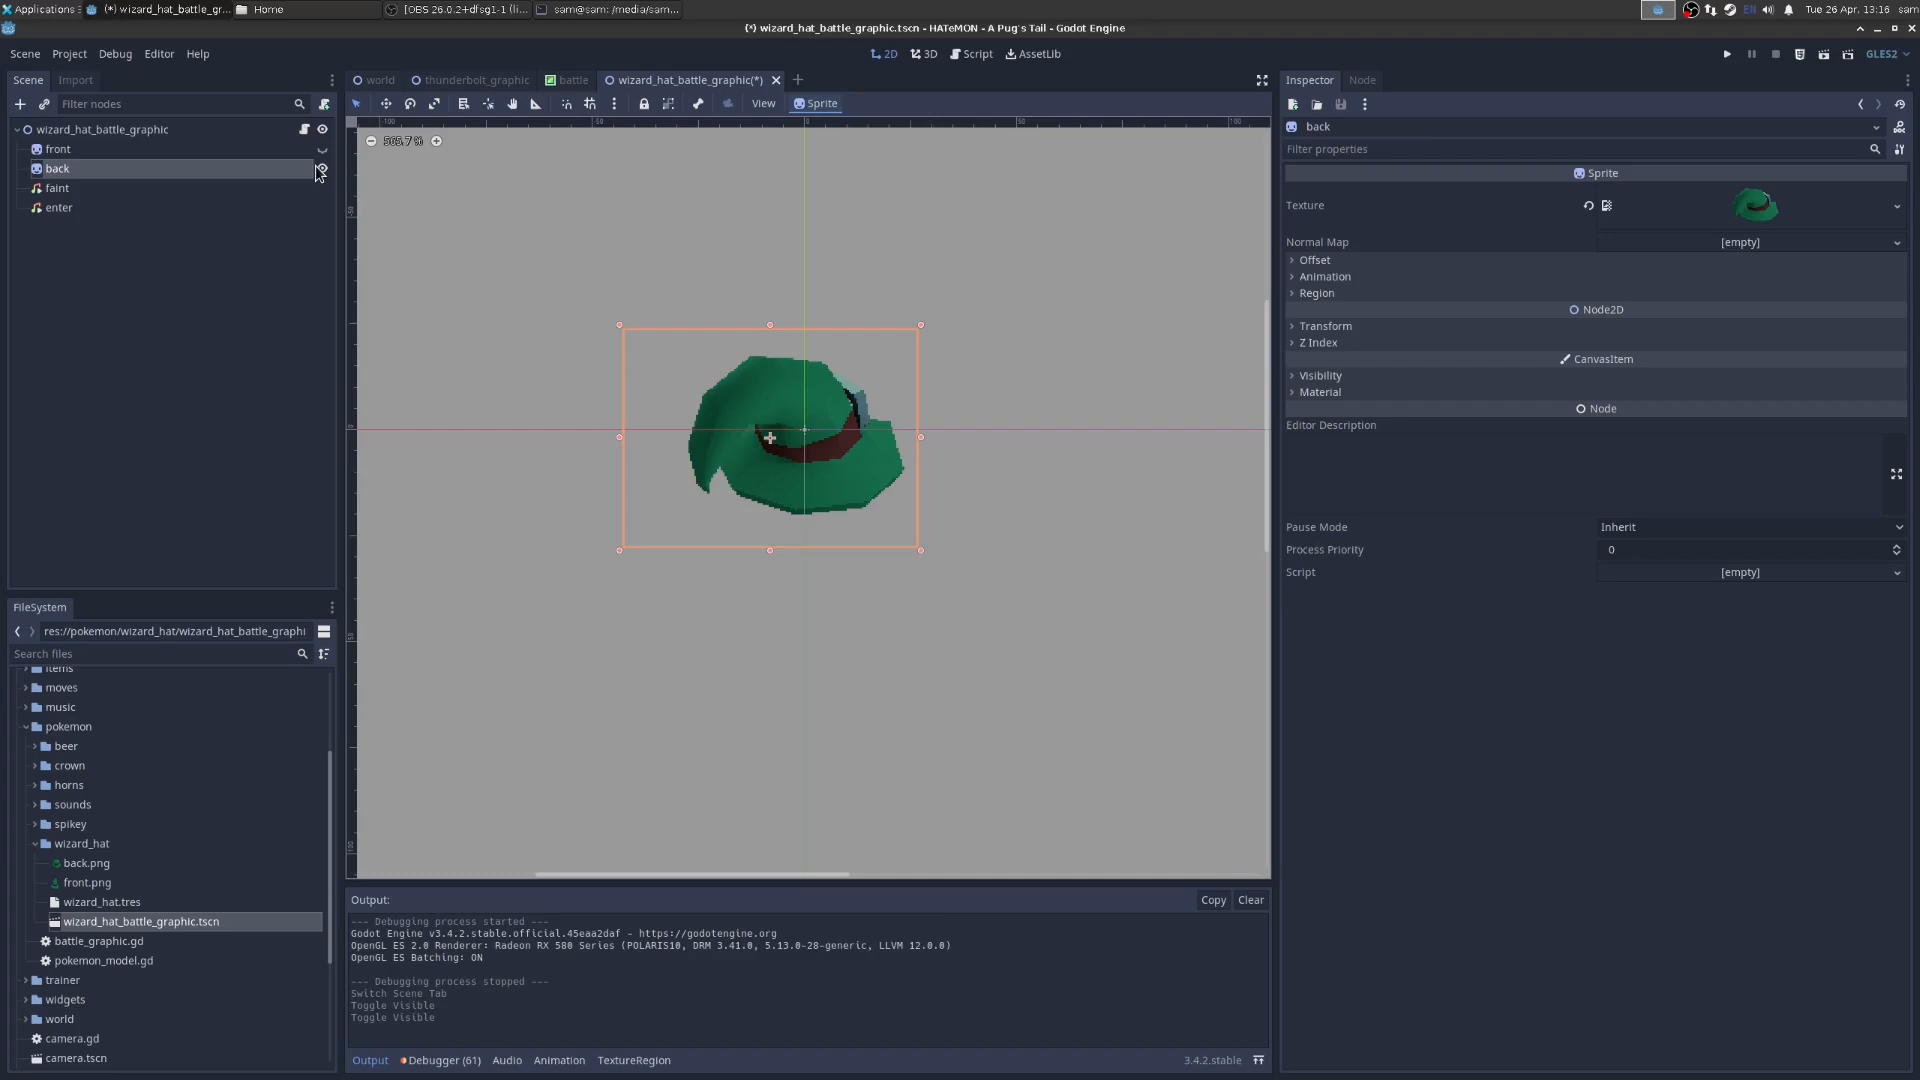 Applications
(*) wizard_hat_battle_gr...
Home
[OBS 26.0.2+dfsg1-1 (li...
sam@sam: /media/sam...
EN
Tue 26 Apr, 13:16
sam
(*) wizard_hat_battle_graphic.tscn - HATeMON - A Pug's Tail - Godot Engine
Scene Project Debug Editor Help
2D 3D Script AssetLib
GLES2
Scene Import
world thunderbolt_graphic battle wizard_hat_battle_graphic(*)
Inspector Node
Filter nodes
View Sprite
wizard_hat_battle_graphic
front
back
faint
enter
505.7 %
back
Filter properties
Sprite
Texture
Normal Map [empty]
Offset
Animation
Region
Node2D
Transform
Z Index
CanvasItem
Visibility
Material
Node
Editor Description
Pause Mode Inherit
Process Priority 0
Script [empty]
FileSystem
res://pokemon/wizard_hat/wizard_hat_battle_graphi
Search files
items
moves
music
pokemon
beer
crown
horns
sounds
spikey
wizard_hat
back.png
front.png
wizard_hat.tres
wizard_hat_battle_graphic.tscn
battle_graphic.gd
pokemon_model.gd
trainer
widgets
world
camera.gd
camera.tscn
Output:
Copy Clear
--- Debugging process started ---
Godot Engine v3.4.2.stable.official.45eaa2daf - https://godotengine.org
OpenGL ES 2.0 Renderer: Radeon RX 580 Series (POLARIS10, DRM 3.41.0, 5.13.0-28-generic, LLVM 12.0.0)
OpenGL ES Batching: ON
--- Debugging process stopped ---
Switch Scene Tab
Toggle Visible
Toggle Visible
Output Debugger (61) Audio Animation TextureRegion
3.4.2.stable